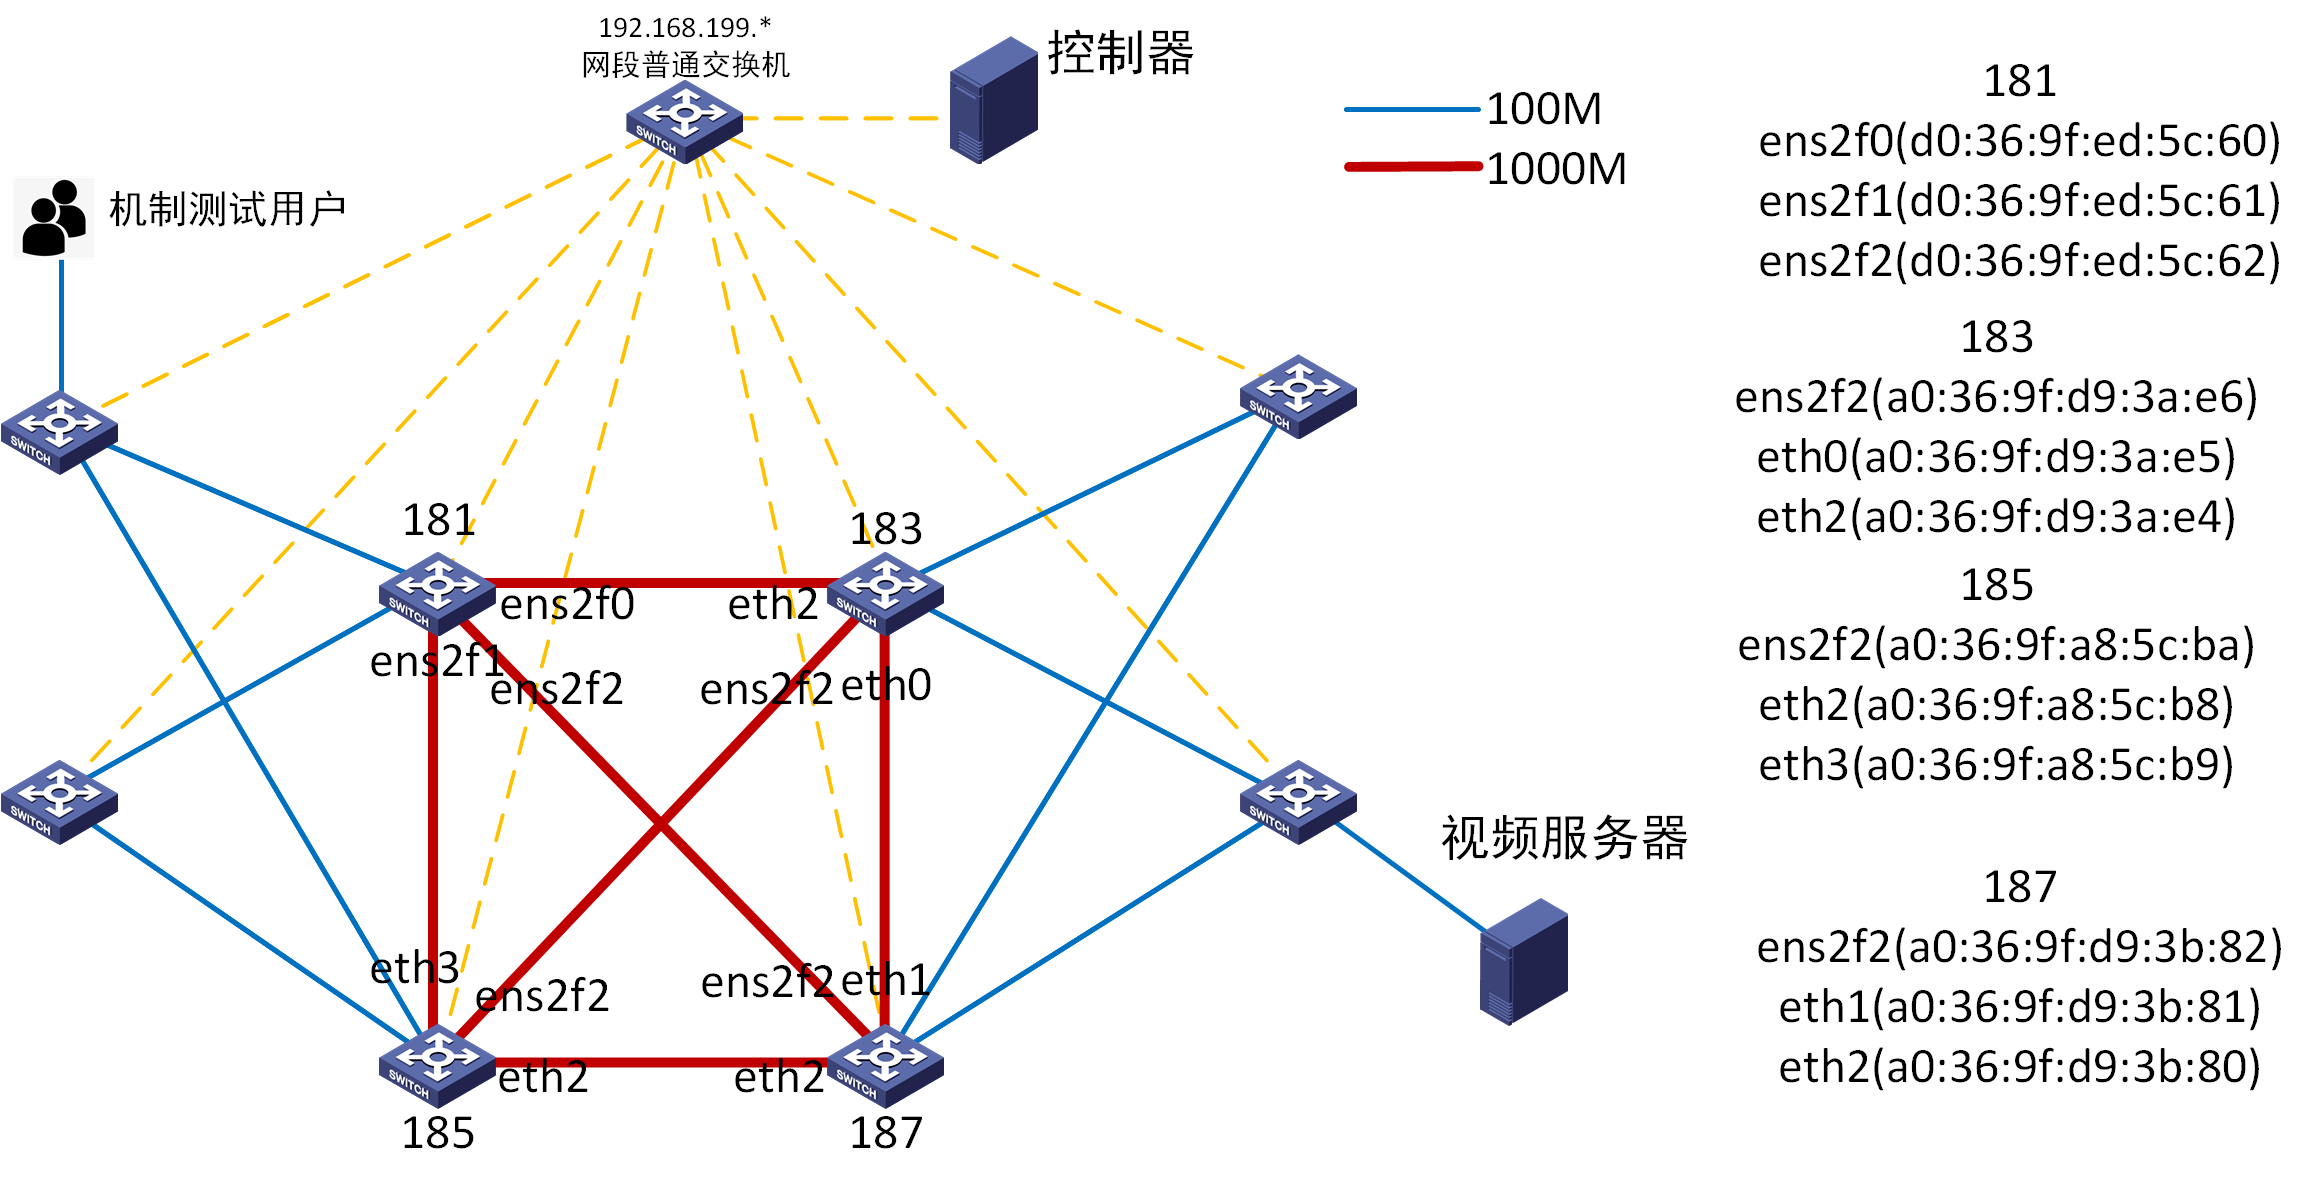 192.168.199.*
网段普通交换机
控制器
100M
1000M
机制测试用户
SWITCH
SWITCH
SWITCH
181
183
SWITCH
SWITCH
ens2f0
eth2
ens2f1
ens2f2
ens2f2
eth0
SWITCH
SWITCH
视频服务器
eth3
ens2f2
ens2f2
eth1
SWITCH
SWITCH
eth2
eth2
185
187
181
ens2f0(d0:36:9f:ed:5c:60)
ens2f1(d0:36:9f:ed:5c:61)
ens2f2(d0:36:9f:ed:5c:62)
183
ens2f2(a0:36:9f:d9:3a:e6)
eth0(a0:36:9f:d9:3a:e5)
eth2(a0:36:9f:d9:3a:e4)
185
ens2f2(a0:36:9f:a8:5c:ba)
eth2(a0:36:9f:a8:5c:b8)
eth3(a0:36:9f:a8:5c:b9)
187
ens2f2(a0:36:9f:d9:3b:82)
eth1(a0:36:9f:d9:3b:81)
eth2(a0:36:9f:d9:3b:80)